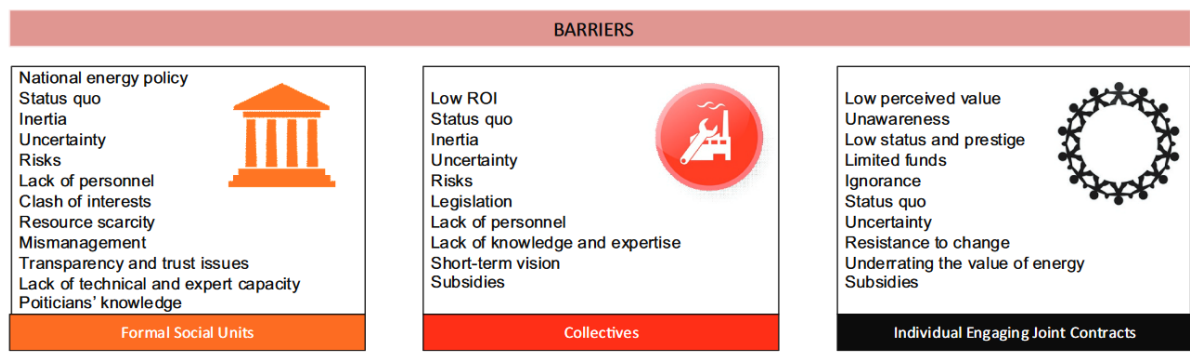 BARRIERS
National energy policy
Status quo
Inertia
Uncertainty
Risks
Lack of personnel
Clash of interests
Resource scarcity
Mismanagement
Transparency and trust issues
Lack of technical and expert capacity
Poiticians' knowledge
Formal Social Units
Low ROI
Status quo
Inertia
Uncertainty
Risks
Legislation
Lack of personnel
Lack of knowledge and expertise
Short-term vision
Subsidies
Collectives
Low perceived value
Unawareness
Low status and prestige
Limited funds
Ignorance
Status quo
Uncertainty
Resistance to change
Underrating the value of energy
Subsidies
Individual Engaging Joint Contracts